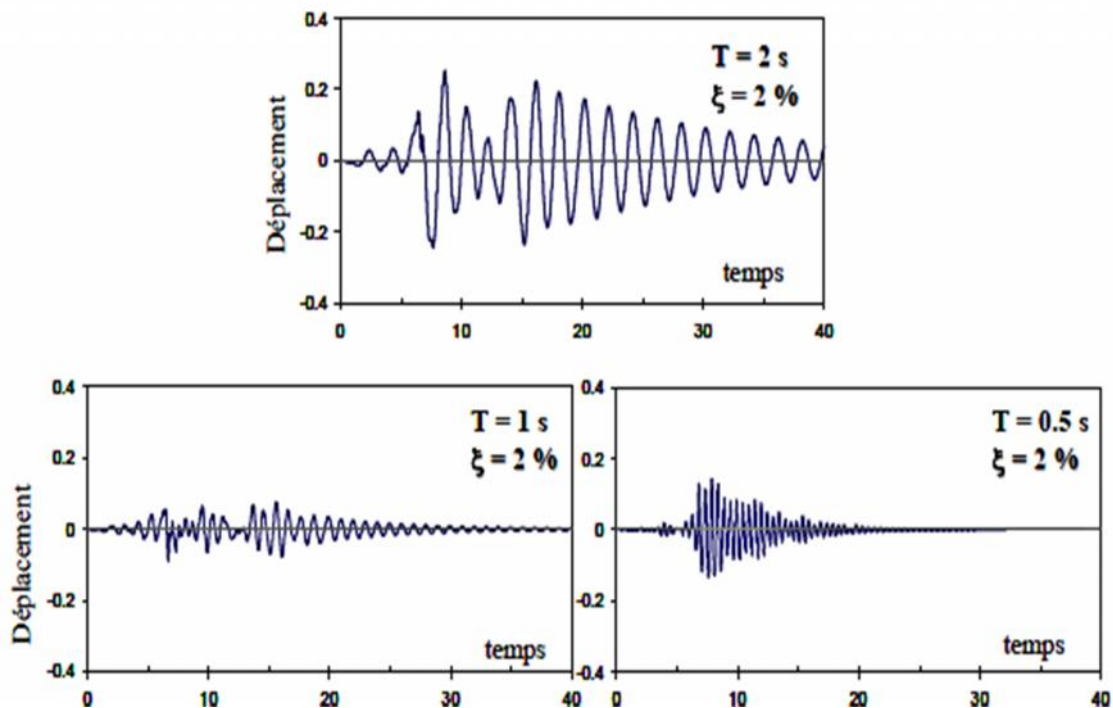 0.4
T = 2 s
ξ = 2 %
0.2
Déplacement
0
-0.2
temps
-0.4
0 10 20 30 40
0.4
T = 1 s
ξ = 2 %
0.2
Déplacement
0
-0.2
temps
-0.4
0 10 20 30 40
0.4
T = 0.5 s
ξ = 2 %
0.2
0
-0.2
temps
-0.4
0 10 20 30 40